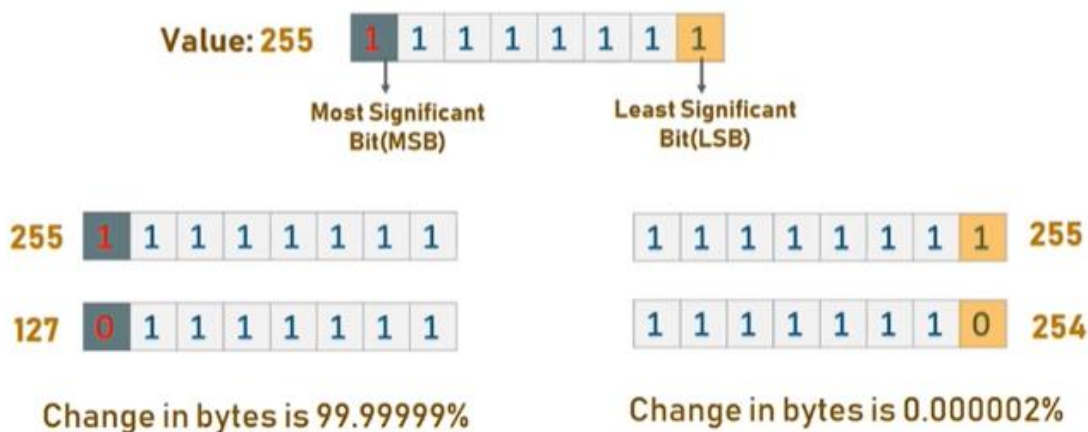 Value: 255 1 1 1 1 1 1 1 1
Most Significant Bit(MSB)
Least Significant Bit(LSB)
255 1 1 1 1 1 1 1 1
1 1 1 1 1 1 1 1 255
127 0 1 1 1 1 1 1 1
1 1 1 1 1 1 1 0 254
Change in bytes is 99.99999%
Change in bytes is 0.000002%